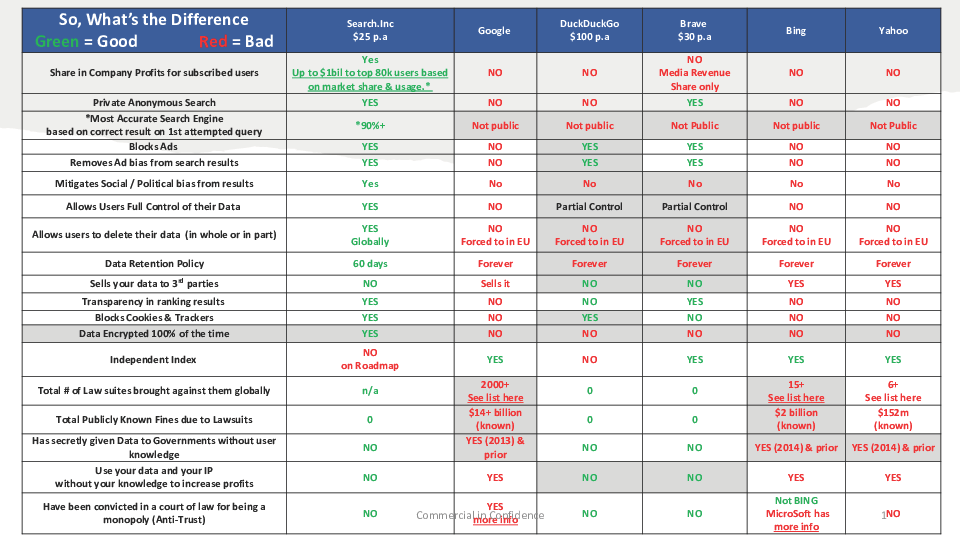 So, What's the Difference
Green = Good Red = Bad
Search.Inc
$25 p.a
Google
DuckDuckGo
$100 p.a
Brave
$30 p.a
Bing
Yahoo
Share in Company Profits for subscribed users
Yes
Up to $1bil to top 80k users based
on market share & usage.*
NO
NO
NO
Media Revenue
Share only
NO
NO
Private Anonymous Search
YES
NO
NO
YES
NO
NO
*Most Accurate Search Engine
based on correct result on 1st attempted query
*90%+
Not public
Not public
Not Public
Not public
Not Public
Blocks Ads
YES
NO
YES
YES
NO
NO
Removes Ad bias from search results
YES
NO
YES
YES
NO
NO
Mitigates Social / Political bias from results
Yes
No
No
No
No
No
Allows Users Full Control of their Data
YES
NO
Partial Control
Partial Control
NO
NO
Allows users to delete their data (in whole or in part)
YES
Globally
NO
Forced to in EU
NO
Forced to in EU
NO
Forced to in EU
NO
Forced to in EU
NO
Forced to in EU
Data Retention Policy
60 days
Forever
Forever
Forever
Forever
Forever
Sells your data to 3rd parties
NO
Sells it
NO
NO
YES
YES
Transparency in ranking results
YES
NO
NO
YES
NO
NO
Blocks Cookies & Trackers
YES
NO
YES
NO
NO
NO
Data Encrypted 100% of the time
YES
NO
NO
NO
NO
NO
Independent Index
NO
on Roadmap
YES
NO
YES
YES
YES
Total # of Law suites brought against them globally
n/a
2000+
See list here
0
0
15+
See list here
6+
See list here
Total Publicly Known Fines due to Lawsuits
0
$14+ billion
(known)
0
0
$2 billion
(known)
$152m
(known)
Has secretly given Data to Governments without user
knowledge
NO
YES (2013) &
prior
NO
NO
YES (2014) & prior
YES (2014) & prior
Use your data and your IP
without your knowledge to increase profits
NO
YES
NO
NO
YES
YES
Have been convicted in a court of law for being a
monopoly (Anti-Trust)
NO
YES
more info
NO
NO
Not BING
MicroSoft has
more info
NO
Commercial in Confidence
1